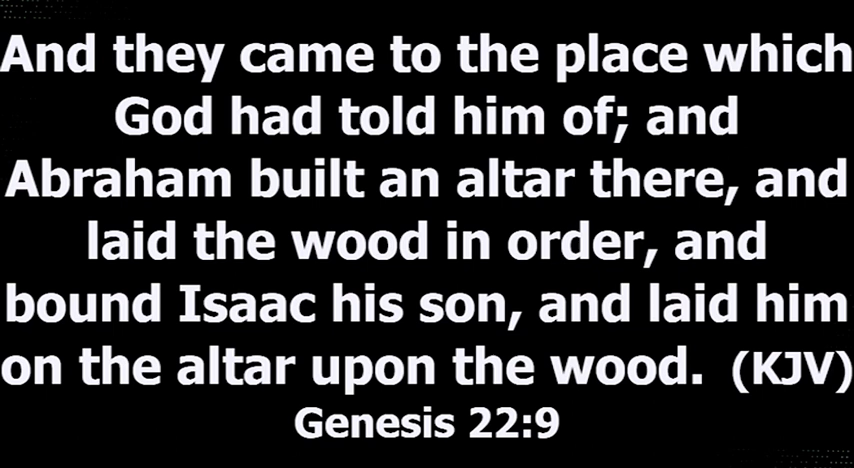 And they came to the place which
God had told him of; and
Abraham built an altar there, and
laid the wood in order, and
bound Isaac his son, and laid him
on the altar upon the wood. (KJV)
Genesis 22:9